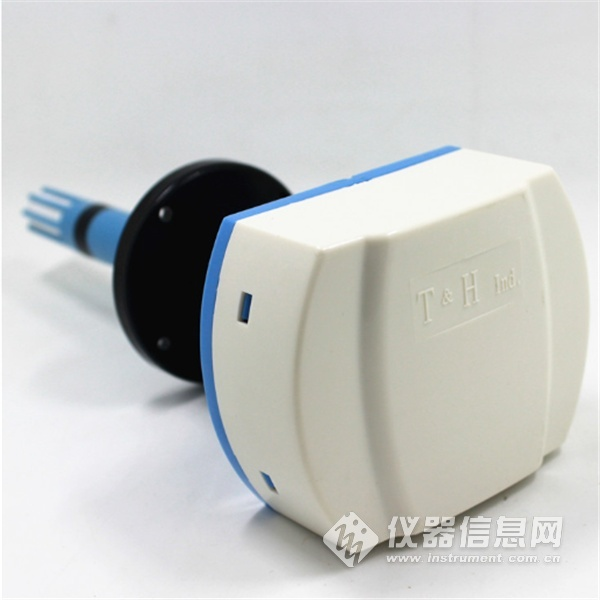 T & H Ind.
仪器信息网
www.instrument.com.cn